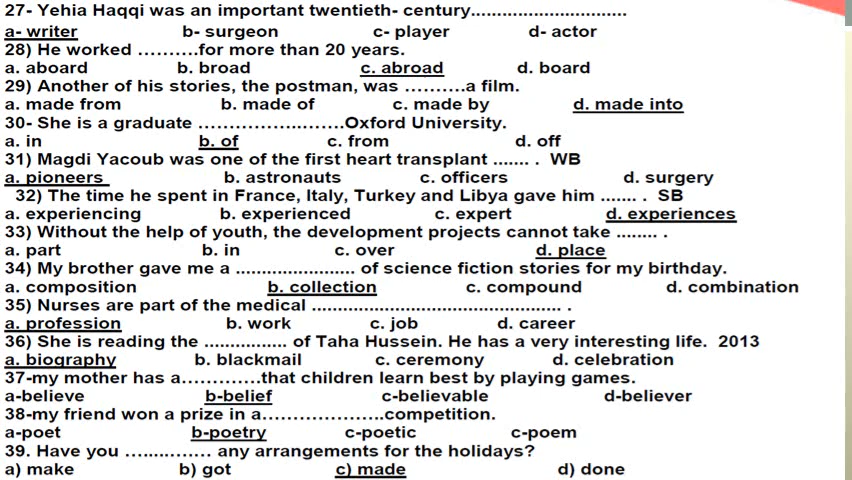 27- Yehia Haqqi was an important twentieth- century..............................
a- writer b- surgeon c- player d- actor
28) He worked ……….for more than 20 years.
a. aboard b. broad c. abroad d. board
29) Another of his stories, the postman, was ……….a film.
a. made from b. made of c. made by d. made into
30- She is a graduate ……………..…….Oxford University.
a. in b. of c. from d. off
31) Magdi Yacoub was one of the first heart transplant ....... . WB
a. pioneers b. astronauts c. officers d. surgery
32) The time he spent in France, Italy, Turkey and Libya gave him ....... . SB
a. experiencing b. experienced c. expert d. experiences
33) Without the help of youth, the development projects cannot take ........ .
a. part b. in c. over d. place
34) My brother gave me a ...................... of science fiction stories for my birthday.
a. composition b. collection c. compound d. combination
35) Nurses are part of the medical .............................................. .
a. profession b. work c. job d. career
36) She is reading the ............... of Taha Hussein. He has a very interesting life. 2013
a. biography b. blackmail c. ceremony d. celebration
37-my mother has a………….that children learn best by playing games.
a-believe b-belief c-believable d-believer
38-my friend won a prize in a………………….competition.
a-poet b-poetry c-poetic c-poem
39. Have you …....……. any arrangements for the holidays?
a) make b) got c) made d) done